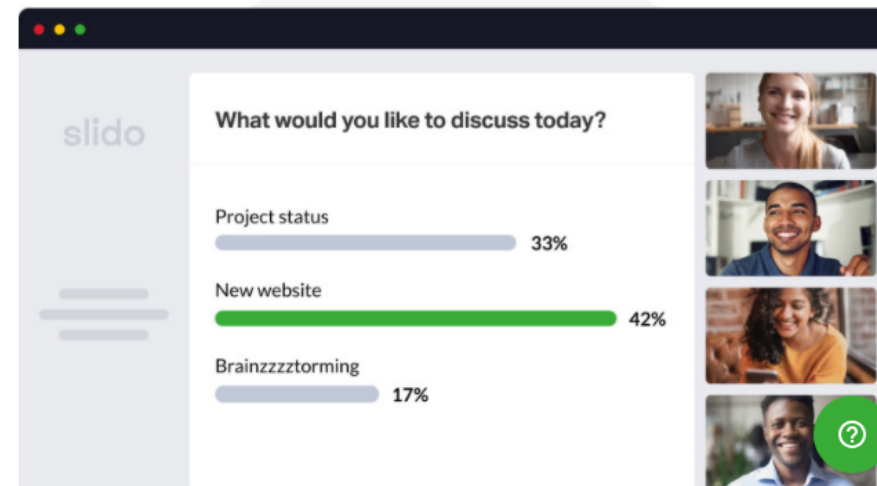 slido
What would you like to discuss today?
Project status
33%
New website
42%
Brainzzzztorming
17%
?